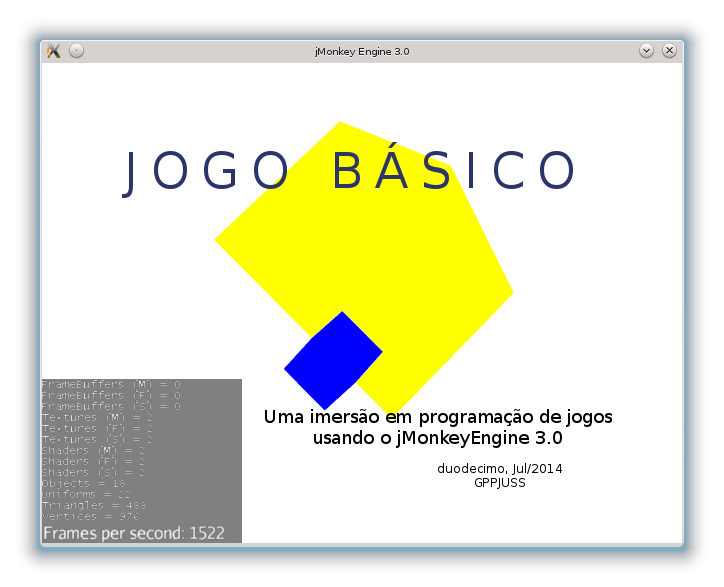 jMonkey Engine 3.0
JOGO BÁSICO
FrameBuffers (M) = 0
FrameBuffers (F) = 0
FrameBuffers (S) = 0
Textures (M) = 2
Textures (F) = 2
Textures (S) = 2
Shaders (M) = 2
Shaders (F) = 2
Shaders (S) = 2
Objects = 18
Uniforms = 22
Triangles = 488
Vertices = 976
Frames per second: 1522
Uma imersão em programação de jogos
usando o jMonkeyEngine 3.0
duodecimo, Jul/2014
GPPJUSS